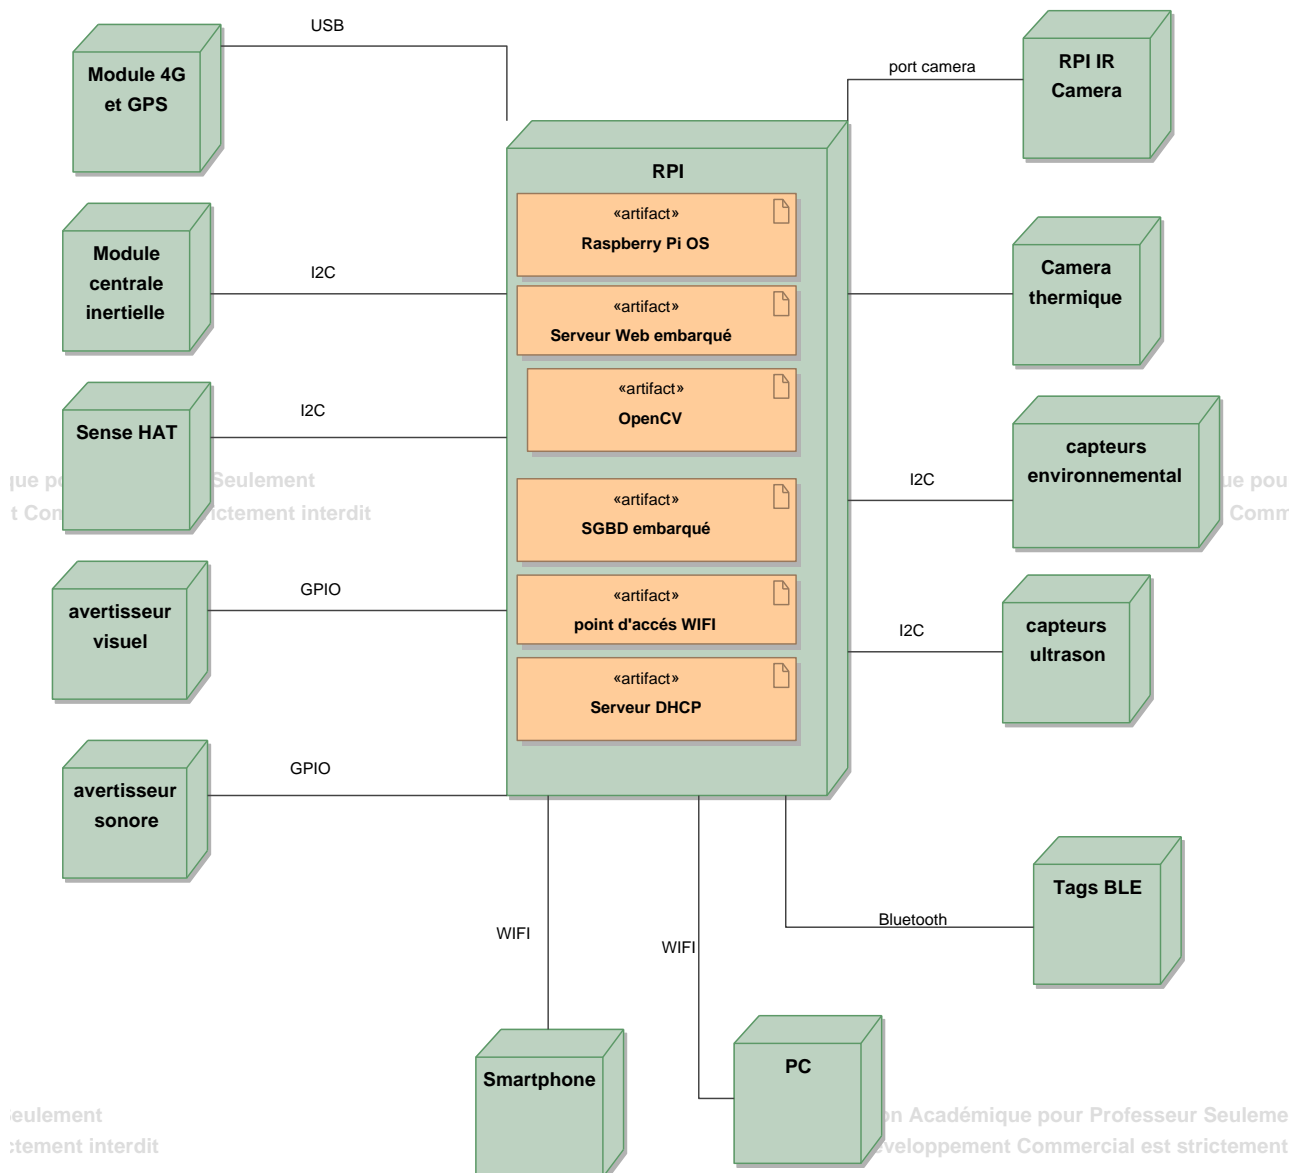 USB
Module 4G
et GPS
port camera
RPI IR
Camera
RPI
«artifact»
Raspberry Pi OS
Module
centrale
inertielle
I2C
Camera
thermique
«artifact»
Serveur Web embarqué
Sense HAT
I2C
«artifact»
OpenCV
capteurs
environnemental
I2C
Seulement
«artifact»
SGBD embarqué
interdit
avertisseur
visuel
GPIO
«artifact»
point d'accés WIFI
capteurs
ultrason
I2C
«artifact»
Serveur DHCP
avertisseur
sonore
GPIO
Tags BLE
Bluetooth
WIFI
WIFI
Smartphone
PC
eulement
ctement interdit
on Académique pour Professeur Seuleme
veloppement Commercial est strictement